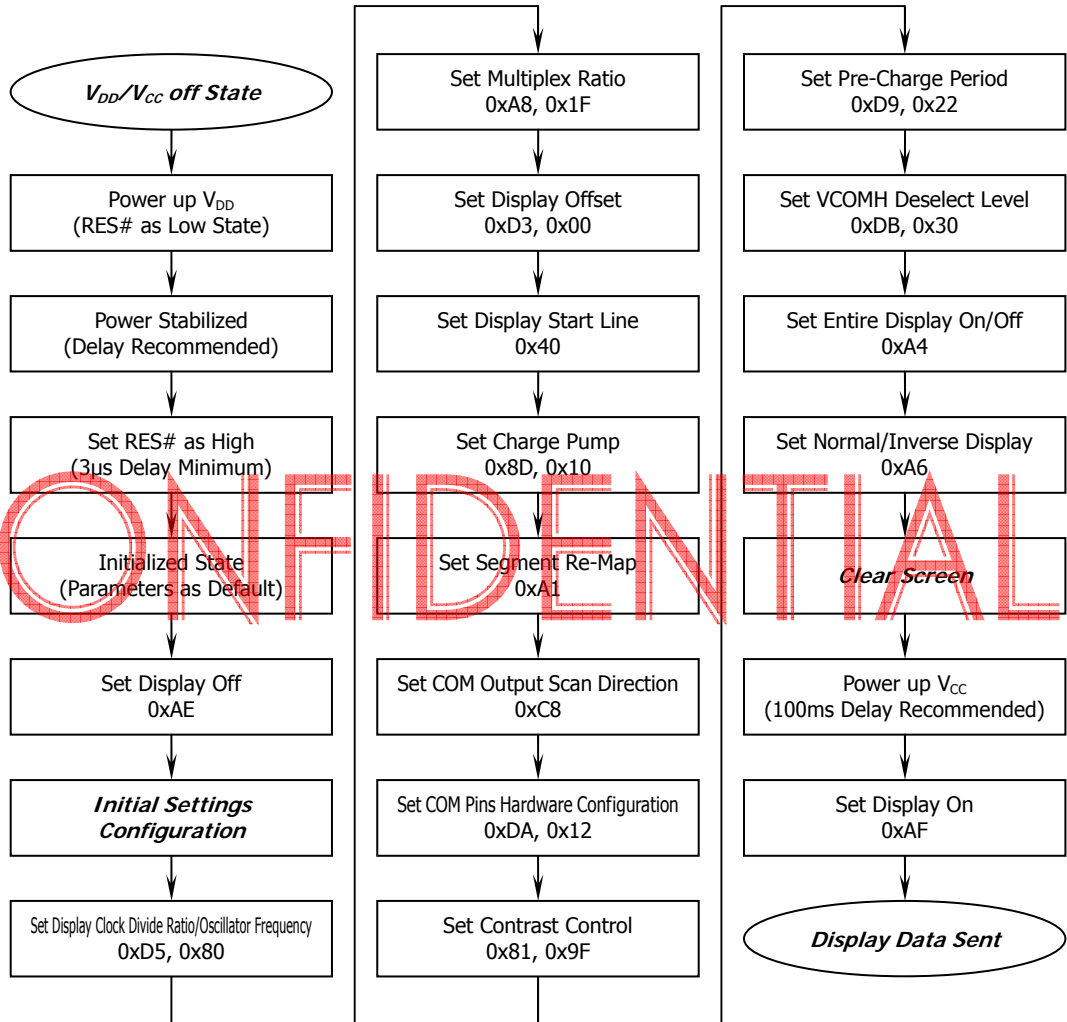 V_DD/V_CC off State
Power up V_DD
(RES# as Low State)
Power Stabilized
(Delay Recommended)
Set RES# as High
(3μs Delay Minimum)
Initialized State
(Parameters as Default)
Set Display Off
0xAE
Initial Settings
Configuration
Set Display Clock Divide Ratio/Oscillator Frequency
0xD5, 0x80
Set Multiplex Ratio
0xA8, 0x1F
Set Display Offset
0xD3, 0x00
Set Display Start Line
0x40
Set Charge Pump
0x8D, 0x10
Set Segment Re-Map
0xA1
Set COM Output Scan Direction
0xC8
Set COM Pins Hardware Configuration
0xDA, 0x12
Set Contrast Control
0x81, 0x9F
Set Pre-Charge Period
0xD9, 0x22
Set VCOMH Deselect Level
0xDB, 0x30
Set Entire Display On/Off
0xA4
Set Normal/Inverse Display
0xA6
Clear Screen
Power up V_CC
(100ms Delay Recommended)
Set Display On
0xAF
Display Data Sent
ONFIDENTIAL